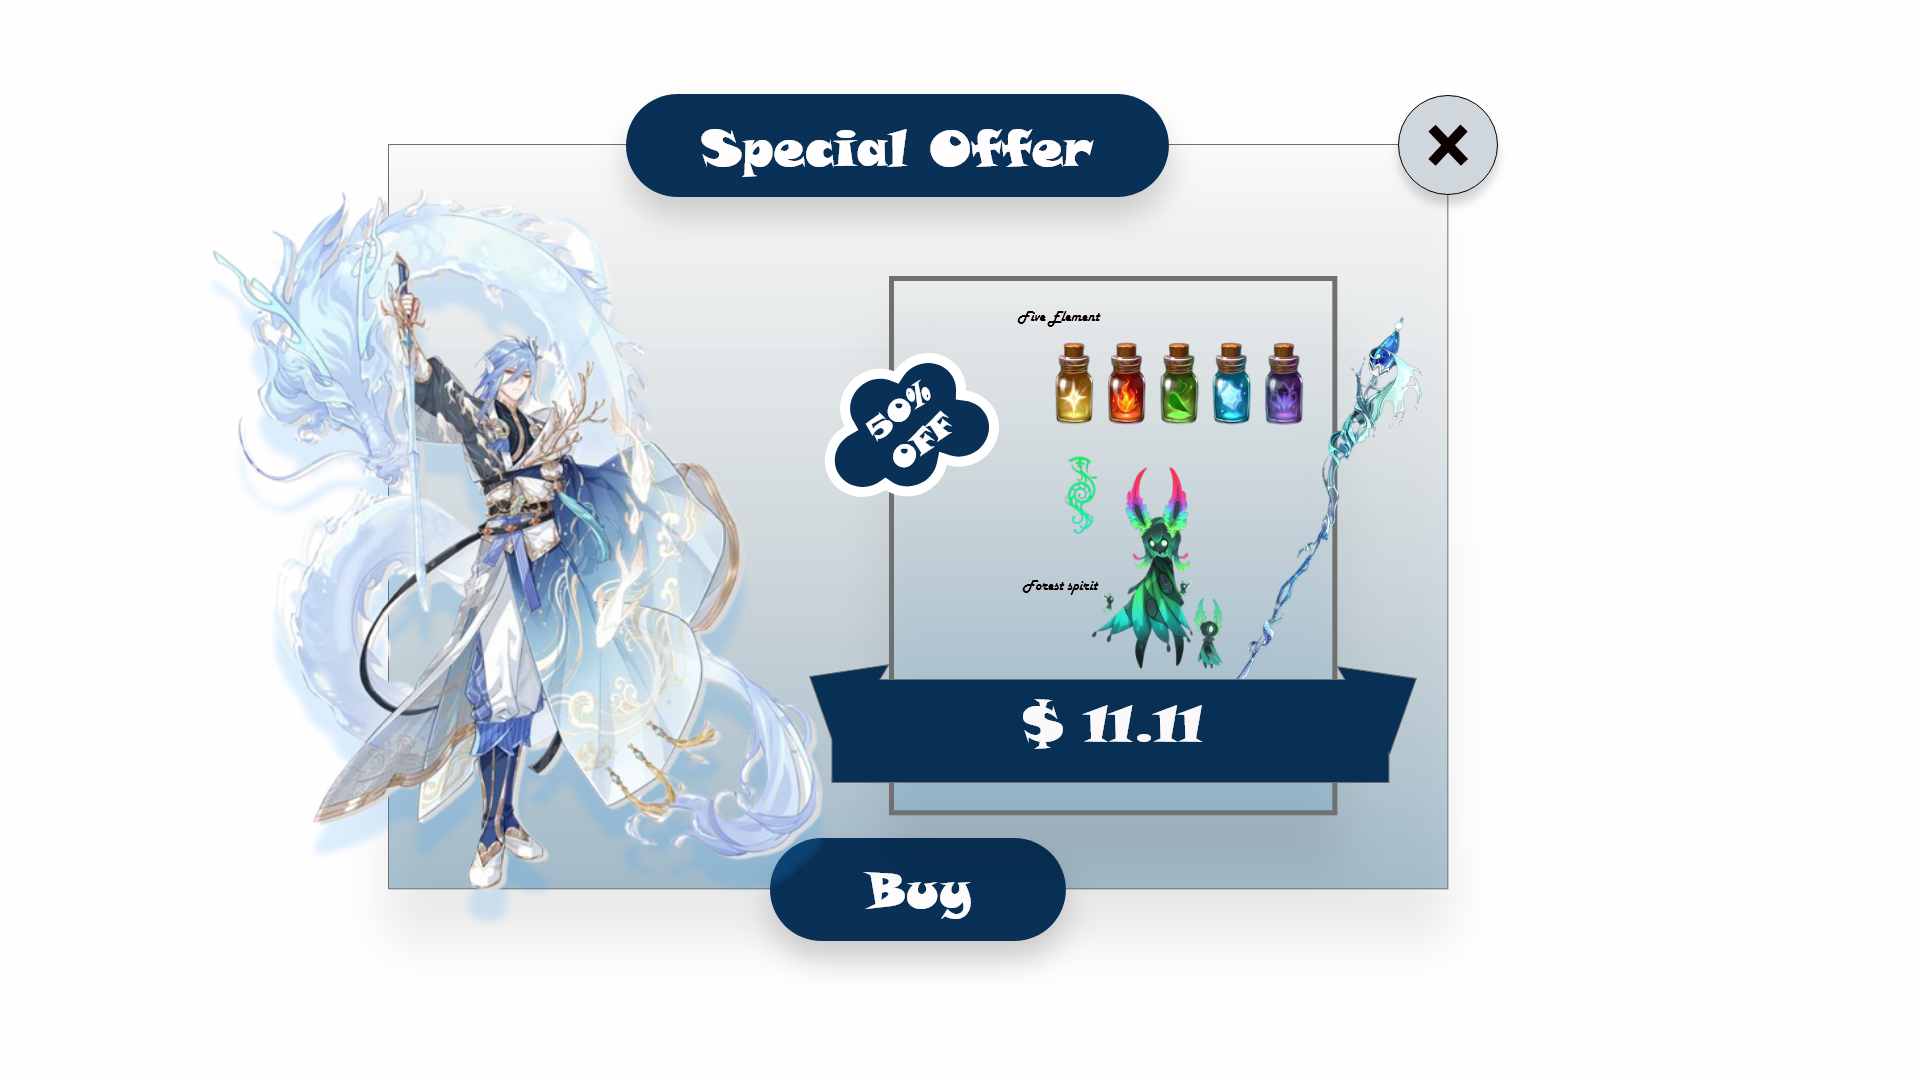 Special Offer
Five Element
50%
OFF
Forest spirit
$ 11.11
Buy